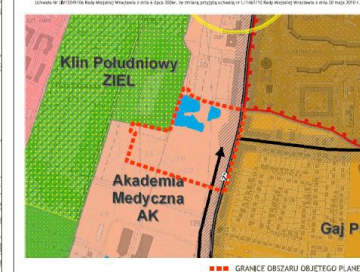 Klin Południowy
ZIEL
Akademia
Medyczna
AK
Gaj P
GRANICE OBSZARU OBJĘTEGO PLANE